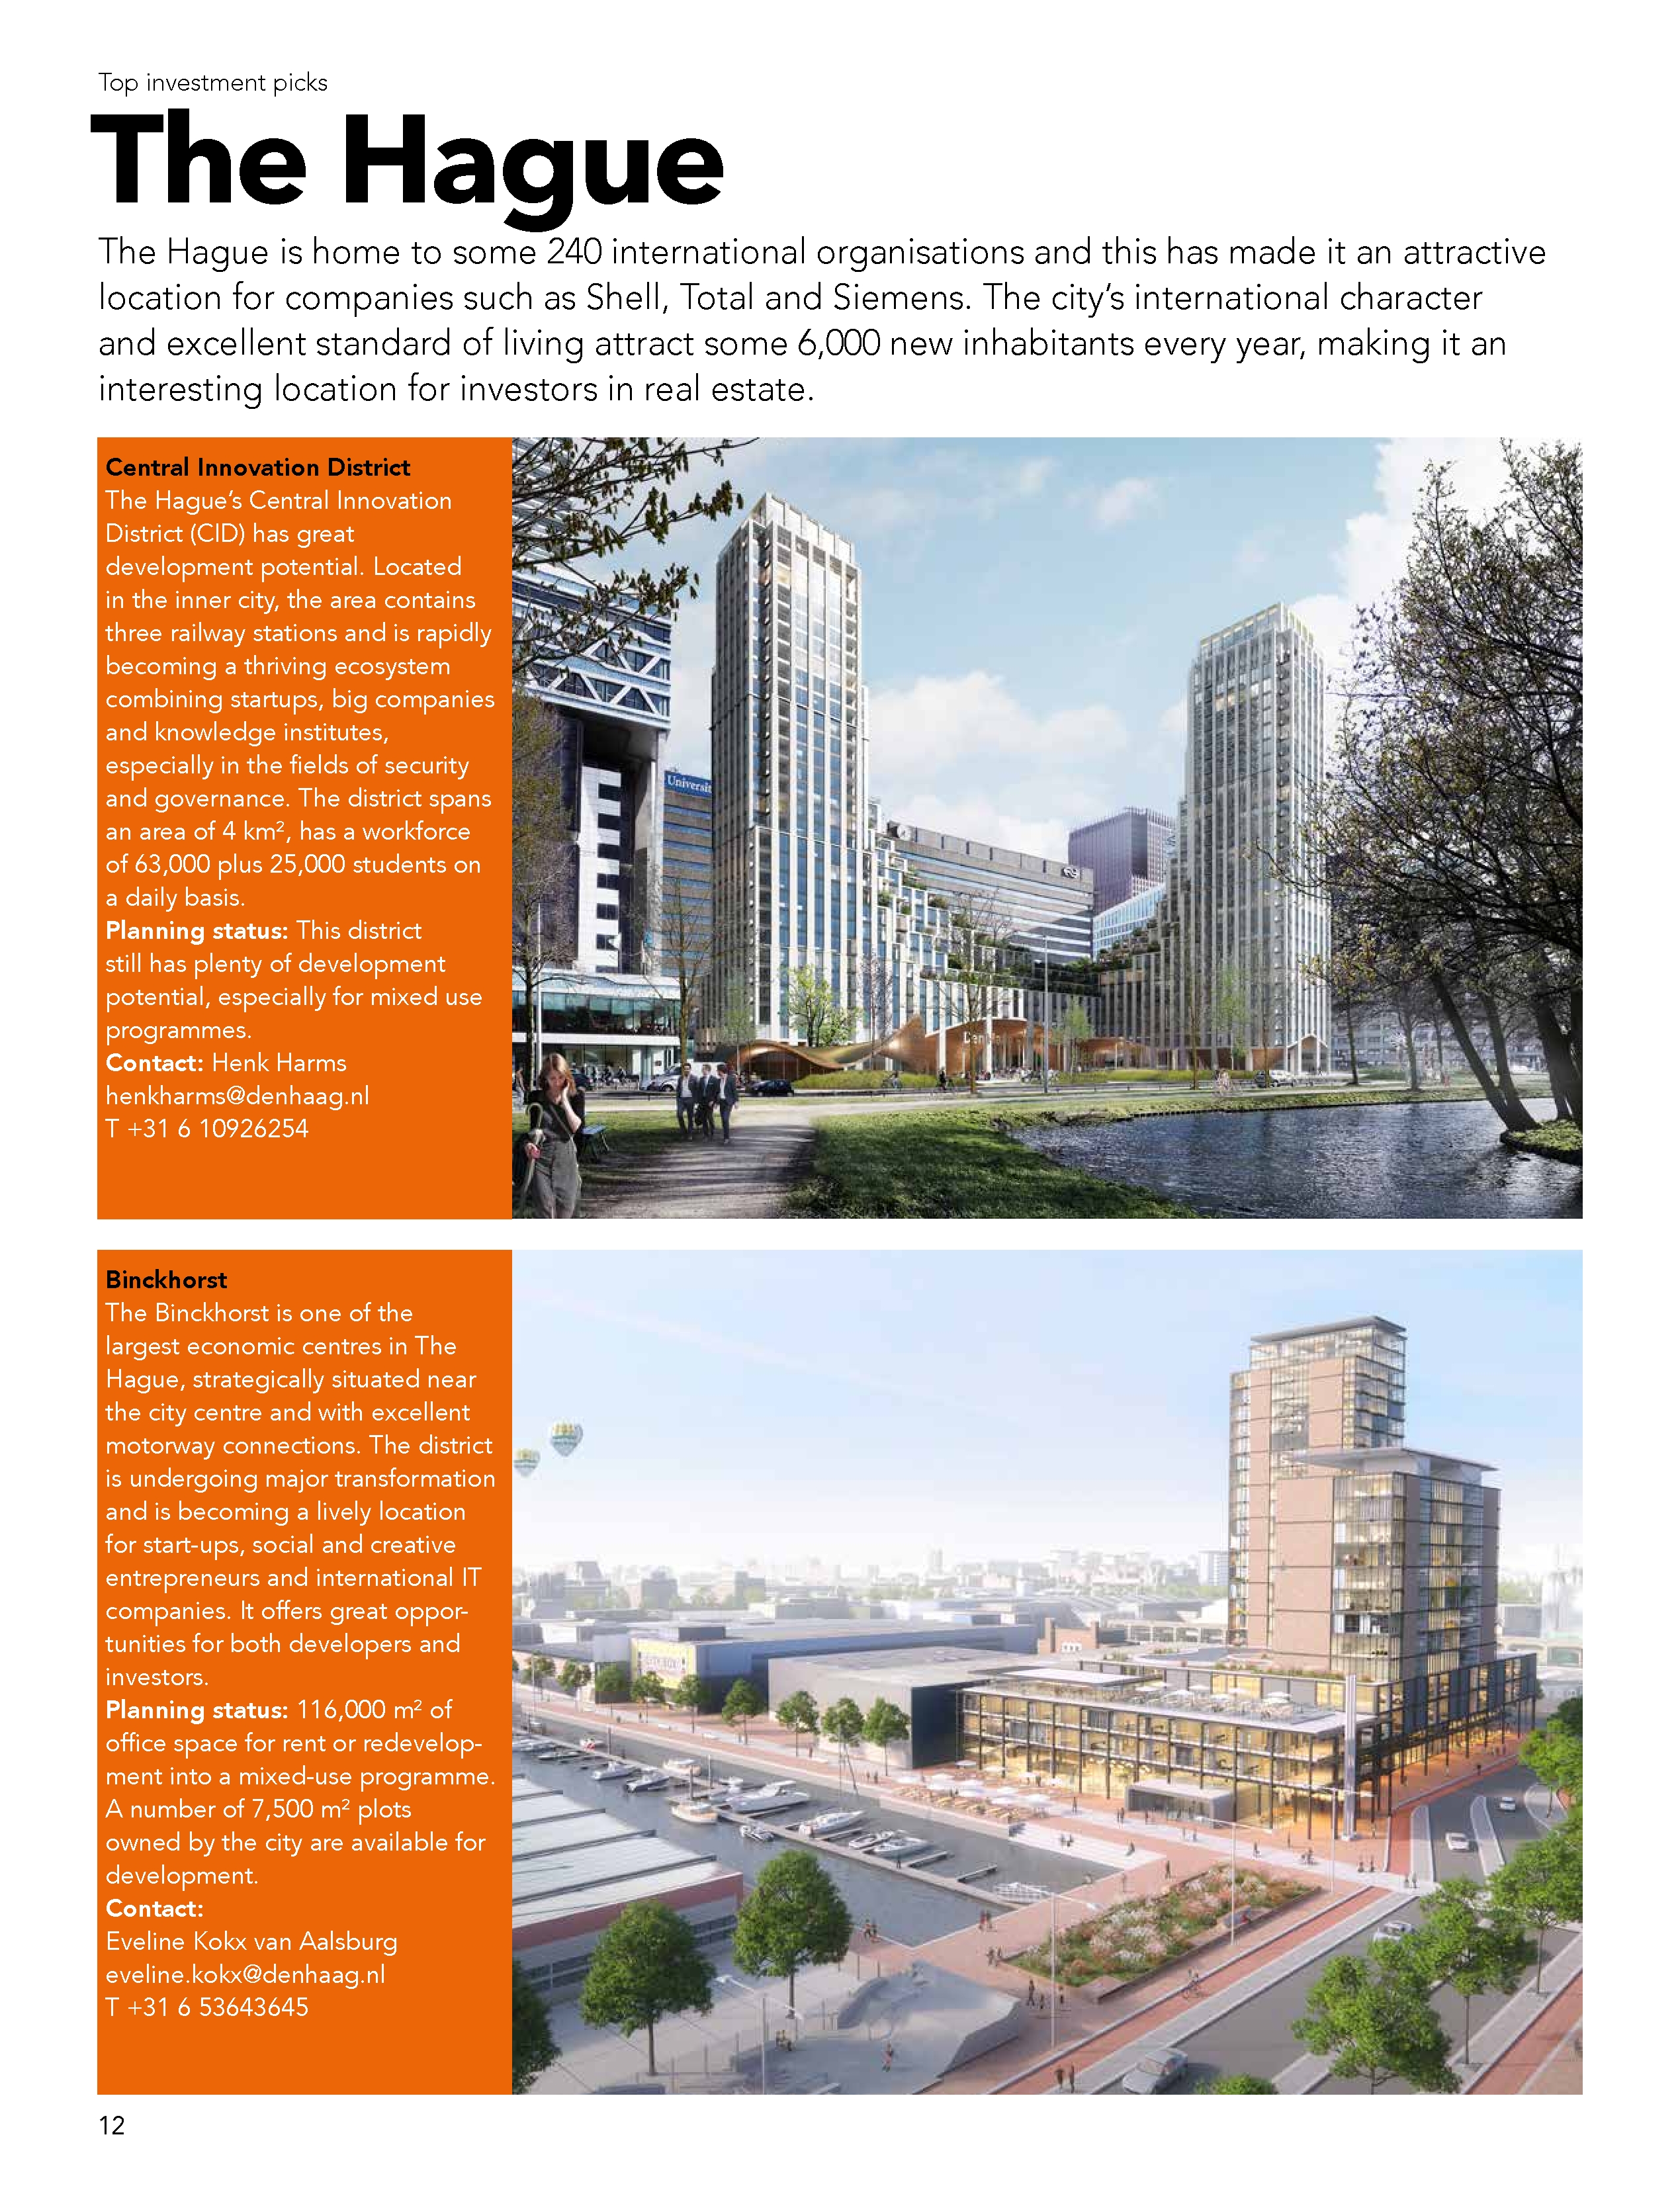 Top investment picks
The Hague
The Hague is home to some 240 international organisations and this has made it an attractive
location for companies such as Shell, Total and Siemens. The city’s international character
and excellent standard of living attract some 6,000 new inhabitants every year, making it an
interesting location for investors in real estate.
Central Innovation District
The Hague’s Central Innovation
District (CID) has great
development potential. Located
in the inner city, the area contains
three railway stations and is rapidly
becoming a thriving ecosystem
combining startups, big companies
and knowledge institutes,
especially in the fields of security
and governance. The district spans
an area of 4 km², has a workforce
of 63,000 plus 25,000 students on
a daily basis.
Planning status: This district
still has plenty of development
potential, especially for mixed use
programmes.
Contact: Henk Harms
henkharms@denhaag.nl
T +31 6 10926254
Universit
Binckhorst
The Binckhorst is one of the
largest economic centres in The
Hague, strategically situated near
the city centre and with excellent
motorway connections. The district
is undergoing major transformation
and is becoming a lively location
for start-ups, social and creative
entrepreneurs and international IT
companies. It offers great oppor-
tunities for both developers and
investors.
Planning status: 116,000 m² of
office space for rent or redevelop-
ment into a mixed-use programme.
A number of 7,500 m² plots
owned by the city are available for
development.
Contact:
Eveline Kokx van Aalsburg
eveline.kokx@denhaag.nl
T +31 6 53643645
12